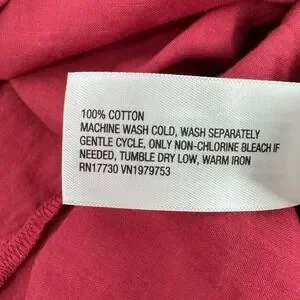 100% COTTON
MACHINE WASH COLD, WASH SEPARATELY
GENTLE CYCLE, ONLY NON-CHLORINE BLEACH IF
NEEDED, TUMBLE DRY LOW, WARM IRON
RN17730 VN1979753